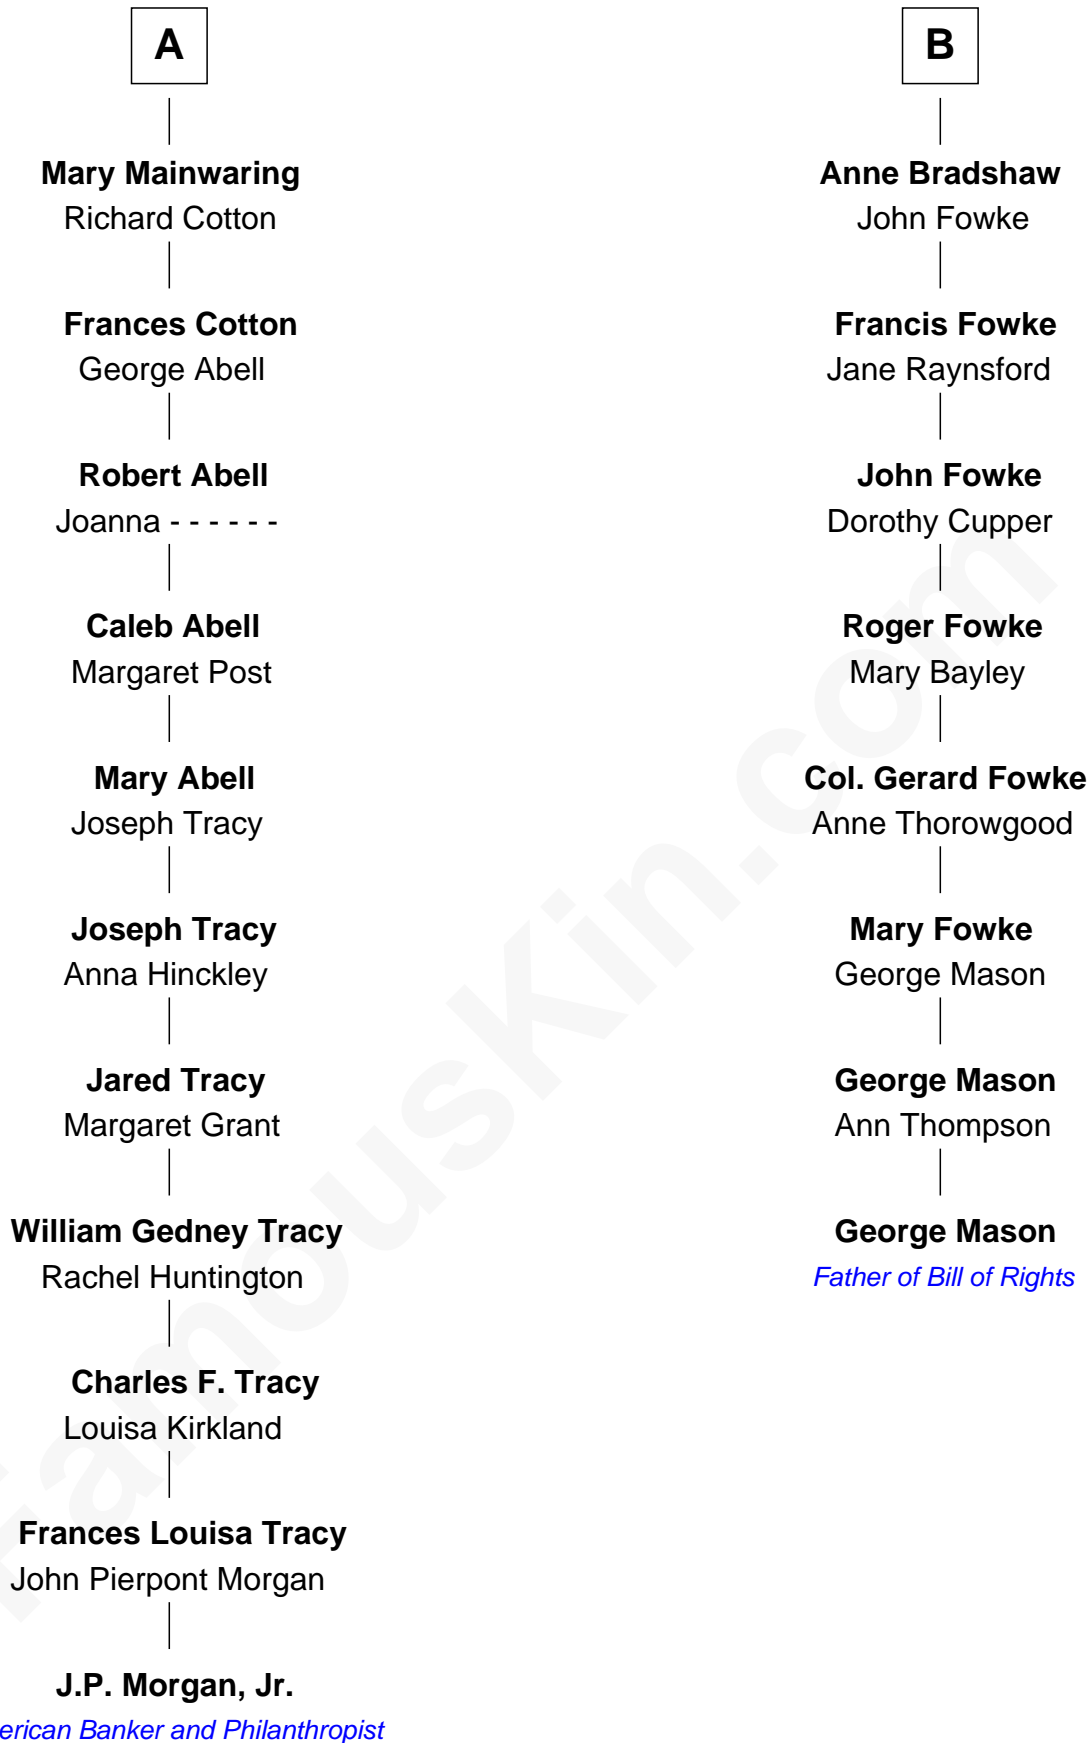 A
Mary Mainwaring
Richard Cotton
Frances Cotton
George Abell
Robert Abell
Joanna - - - - - -
Caleb Abell
Margaret Post
Mary Abell
Joseph Tracy
Joseph Tracy
Anna Hinckley
Jared Tracy
Margaret Grant
William Gedney Tracy
Rachel Huntington
Charles F. Tracy
Louisa Kirkland
Frances Louisa Tracy
John Pierpont Morgan
J.P. Morgan, Jr.
erican Banker and Philanthropist
B
Anne Bradshaw
John Fowke
Francis Fowke
Jane Raynsford
John Fowke
Dorothy Cupper
Roger Fowke
Mary Bayley
Col. Gerard Fowke
Anne Thorowgood
Mary Fowke
George Mason
George Mason
Ann Thompson
George Mason
Father of Bill of Rights
FamousKin.com